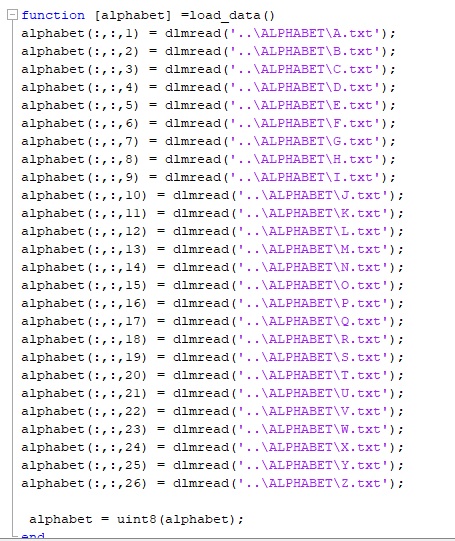 function [alphabet] =load_data()
alphabet(:,:,1) = dlmread('..\ALPHABET\A.txt');
alphabet(:,:,2) = dlmread('..\ALPHABET\B.txt');
alphabet(:,:,3) = dlmread('..\ALPHABET\C.txt');
alphabet(:,:,4) = dlmread('..\ALPHABET\D.txt');
alphabet(:,:,5) = dlmread('..\ALPHABET\E.txt');
alphabet(:,:,6) = dlmread('..\ALPHABET\F.txt');
alphabet(:,:,7) = dlmread('..\ALPHABET\G.txt');
alphabet(:,:,8) = dlmread('..\ALPHABET\H.txt');
alphabet(:,:,9) = dlmread('..\ALPHABET\I.txt');
alphabet(:,:,10) = dlmread('..\ALPHABET\J.txt');
alphabet(:,:,11) = dlmread('..\ALPHABET\K.txt');
alphabet(:,:,12) = dlmread('..\ALPHABET\L.txt');
alphabet(:,:,13) = dlmread('..\ALPHABET\M.txt');
alphabet(:,:,14) = dlmread('..\ALPHABET\N.txt');
alphabet(:,:,15) = dlmread('..\ALPHABET\O.txt');
alphabet(:,:,16) = dlmread('..\ALPHABET\P.txt');
alphabet(:,:,17) = dlmread('..\ALPHABET\Q.txt');
alphabet(:,:,18) = dlmread('..\ALPHABET\R.txt');
alphabet(:,:,19) = dlmread('..\ALPHABET\S.txt');
alphabet(:,:,20) = dlmread('..\ALPHABET\T.txt');
alphabet(:,:,21) = dlmread('..\ALPHABET\U.txt');
alphabet(:,:,22) = dlmread('..\ALPHABET\V.txt');
alphabet(:,:,23) = dlmread('..\ALPHABET\W.txt');
alphabet(:,:,24) = dlmread('..\ALPHABET\X.txt');
alphabet(:,:,25) = dlmread('..\ALPHABET\Y.txt');
alphabet(:,:,26) = dlmread('..\ALPHABET\Z.txt');
alphabet = uint8(alphabet);
end